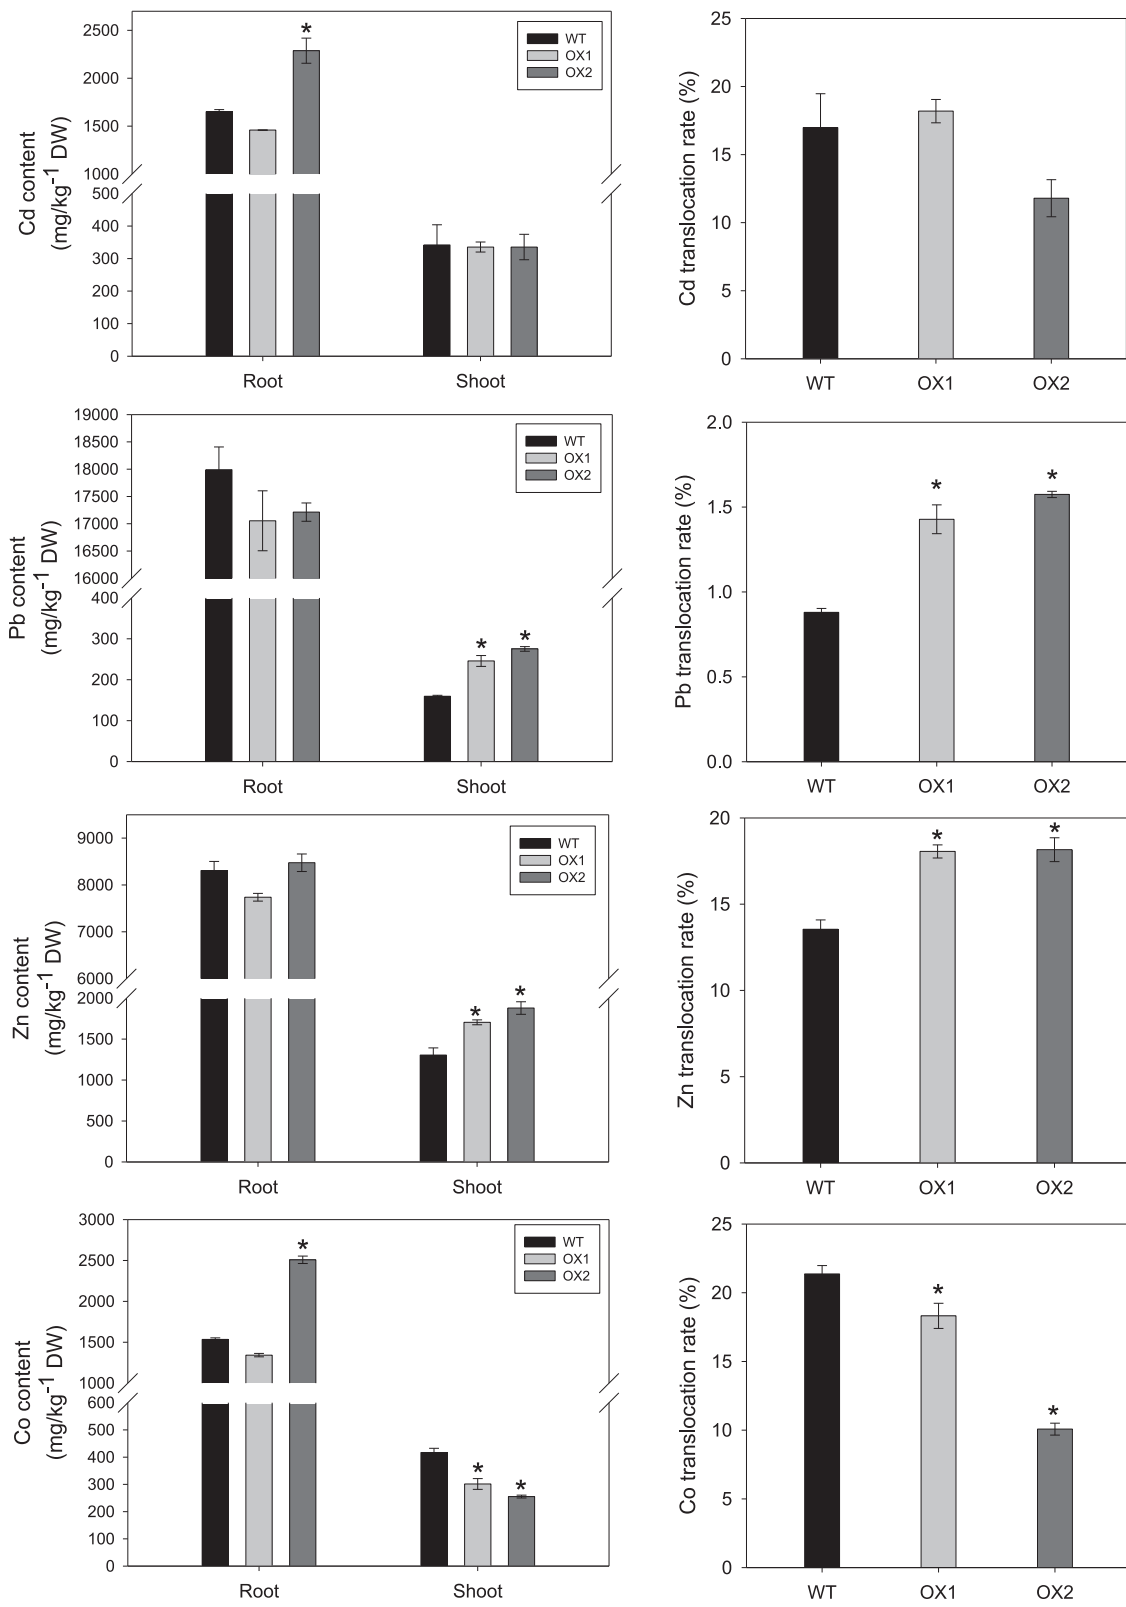 Cd content
(mg/kg⁻¹ DW)
2500
2000
1500
1000
500
400
300
200
100
0
*
WT
OX1
OX2
Root
Shoot
Cd translocation rate (%)
25
20
15
10
5
0
WT
OX1
OX2
Pb content
(mg/kg⁻¹ DW)
19000
18500
18000
17500
17000
16500
16000
400
300
200
100
0
*
*
WT
OX1
OX2
Root
Shoot
Pb translocation rate (%)
2.0
1.5
1.0
0.5
0.0
*
*
WT
OX1
OX2
Zn content
(mg/kg⁻¹ DW)
9000
8000
7000
6000
2000
1500
1000
500
0
*
*
WT
OX1
OX2
Root
Shoot
Zn translocation rate (%)
20
15
10
5
0
*
*
WT
OX1
OX2
Co content
(mg/kg⁻¹ DW)
3000
2500
2000
1500
1000
600
500
400
300
200
100
0
*
*
*
WT
OX1
OX2
Root
Shoot
Co translocation rate (%)
25
20
15
10
5
0
*
*
WT
OX1
OX2